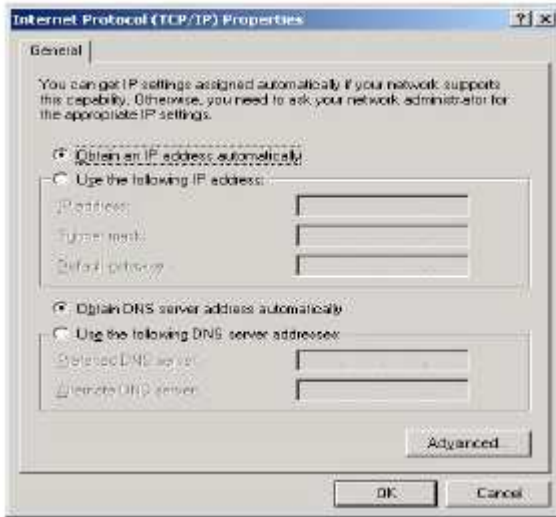 Internet Protocol (TCP/IP) Properties
General
You can get IP settings assigned automatically if your network supports
this capability. Otherwise, you need to ask your network administrator for
the appropriate IP settings.
Obtain an IP address automatically
Use the following IP address:
IP address:
Subnet mask:
Default gateway:
Obtain DNS server address automatically
Use the following DNS server addresses:
Preferred DNS server:
Alternate DNS server:
Advanced...
OK
Cancel